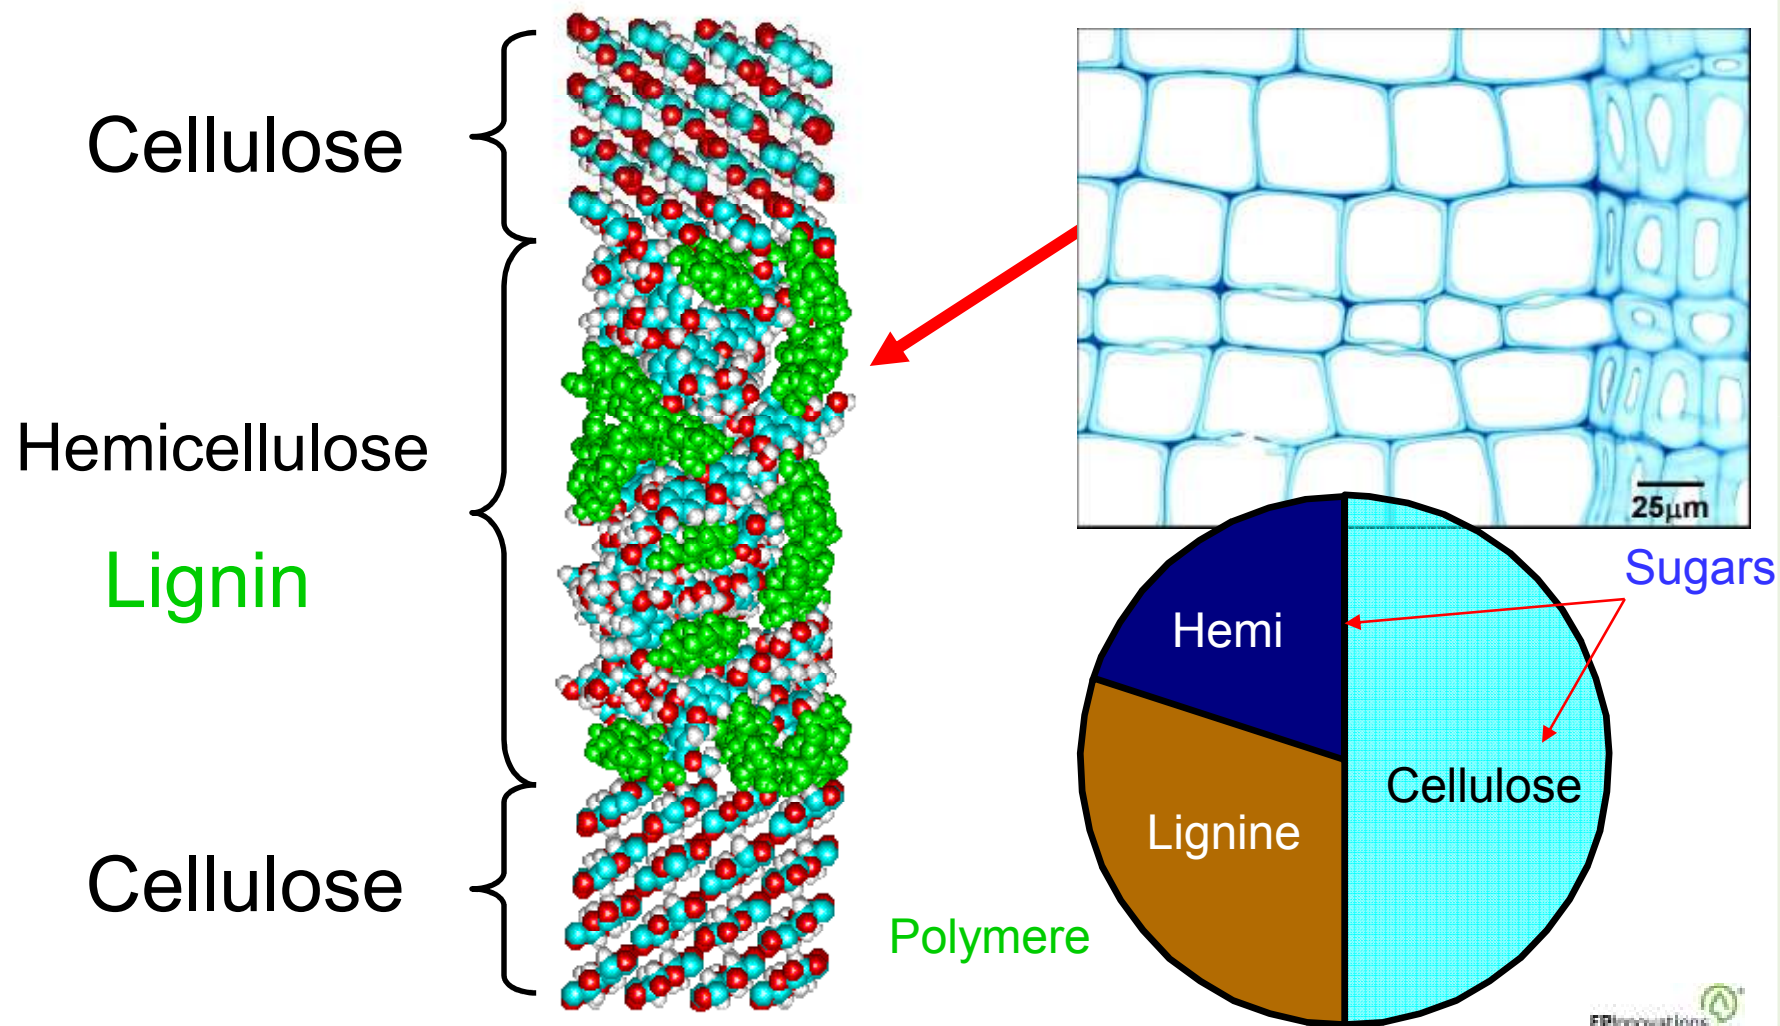 Cellulose
Hemicellulose
Lignin
Cellulose
25μm
Sugars
Hemi
Cellulose
Lignine
Polymere